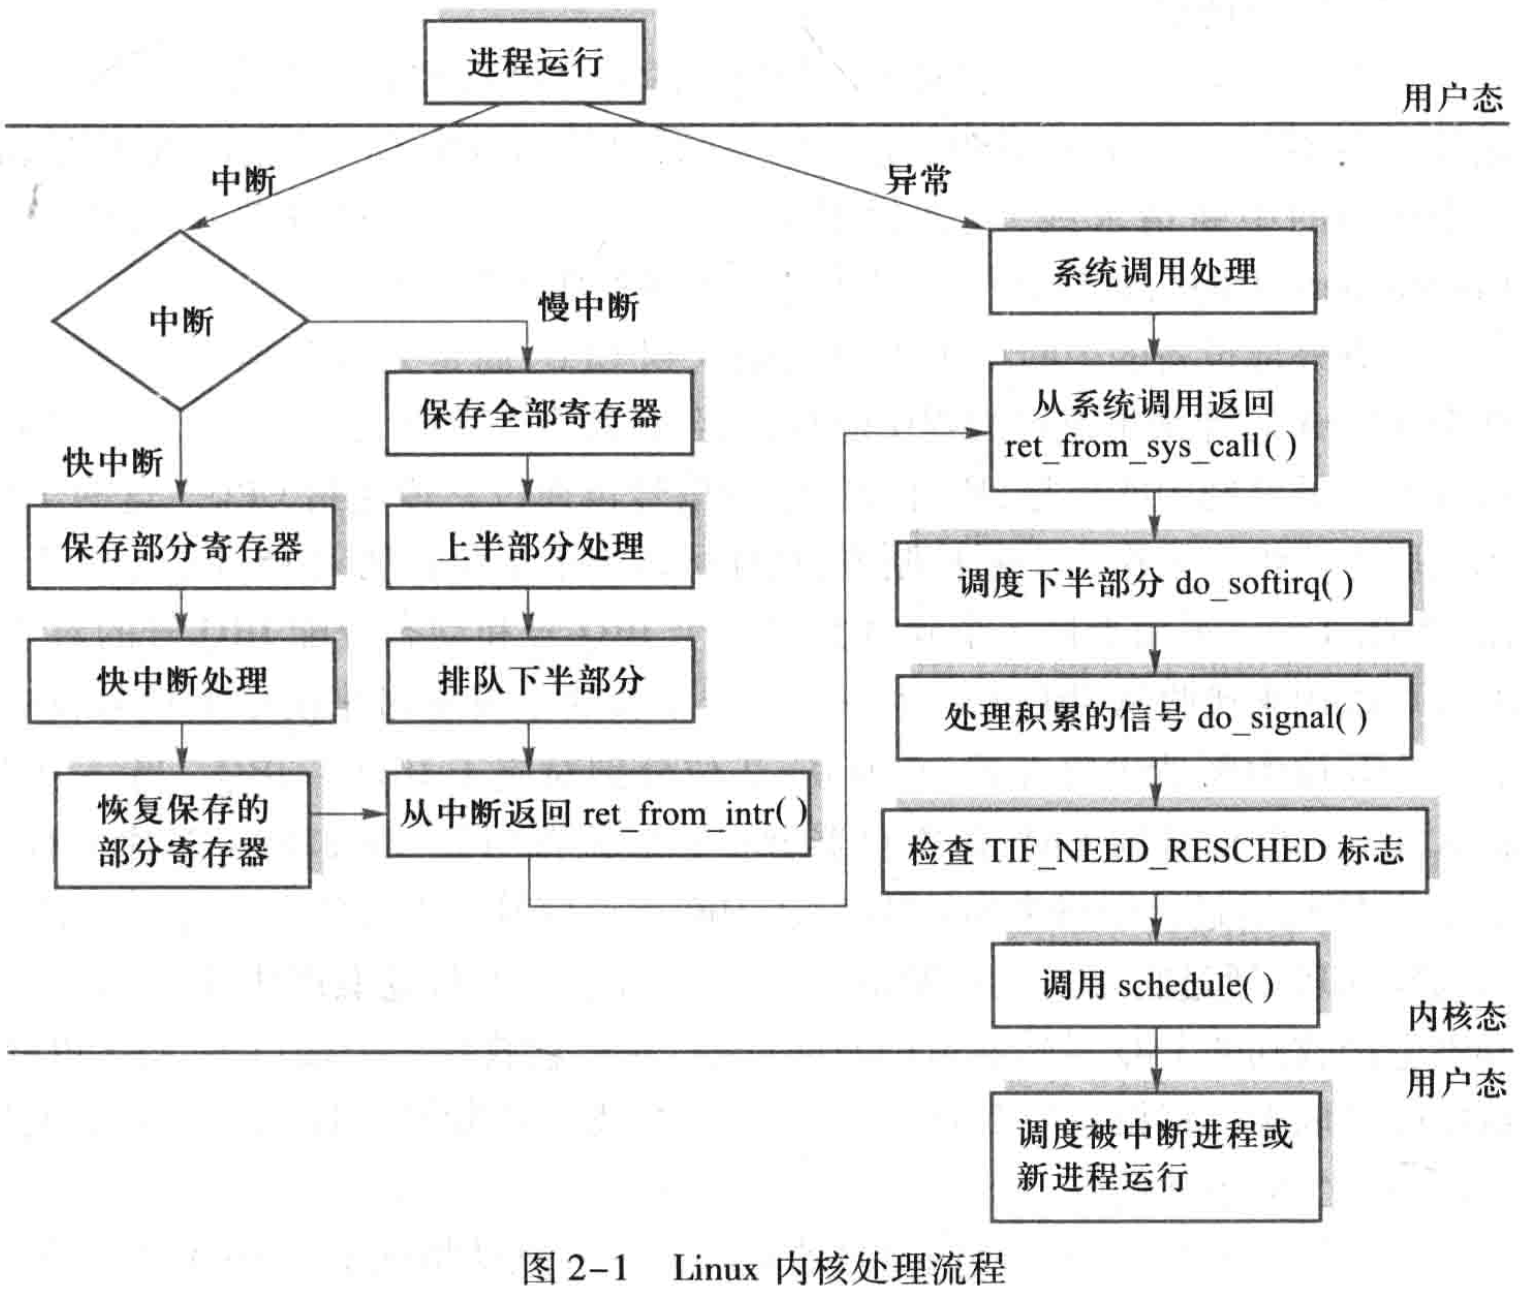 进程运行
用户态
中断
异常
中断
慢中断
快中断
保存部分寄存器
快中断处理
恢复保存的
部分寄存器
保存全部寄存器
上半部分处理
排队下半部分
从中断返回 ret_from_intr( )
系统调用处理
从系统调用返回
ret_from_sys_call( )
调度下半部分 do_softirq( )
处理积累的信号 do_signal( )
检查 TIF_NEED_RESCHED 标志
调用 schedule( )
内核态
用户态
调度被中断进程或
新进程运行
图 2-1 Linux 内核处理流程